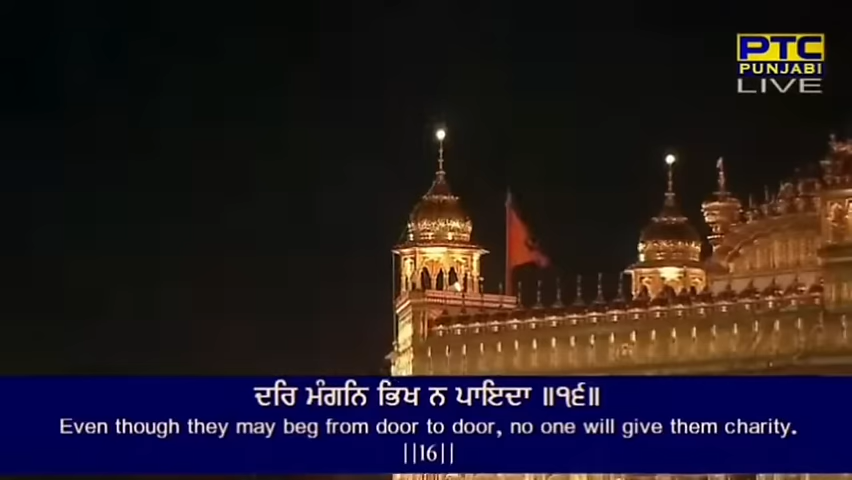 PTC
PUNJABI
LIVE
ਦਰਿ ਮੰਗਨਿ ਭਿਖ ਨ ਪਾਇਦਾ ॥੧੬॥
Even though they may beg from door to door, no one will give them charity.
||16||